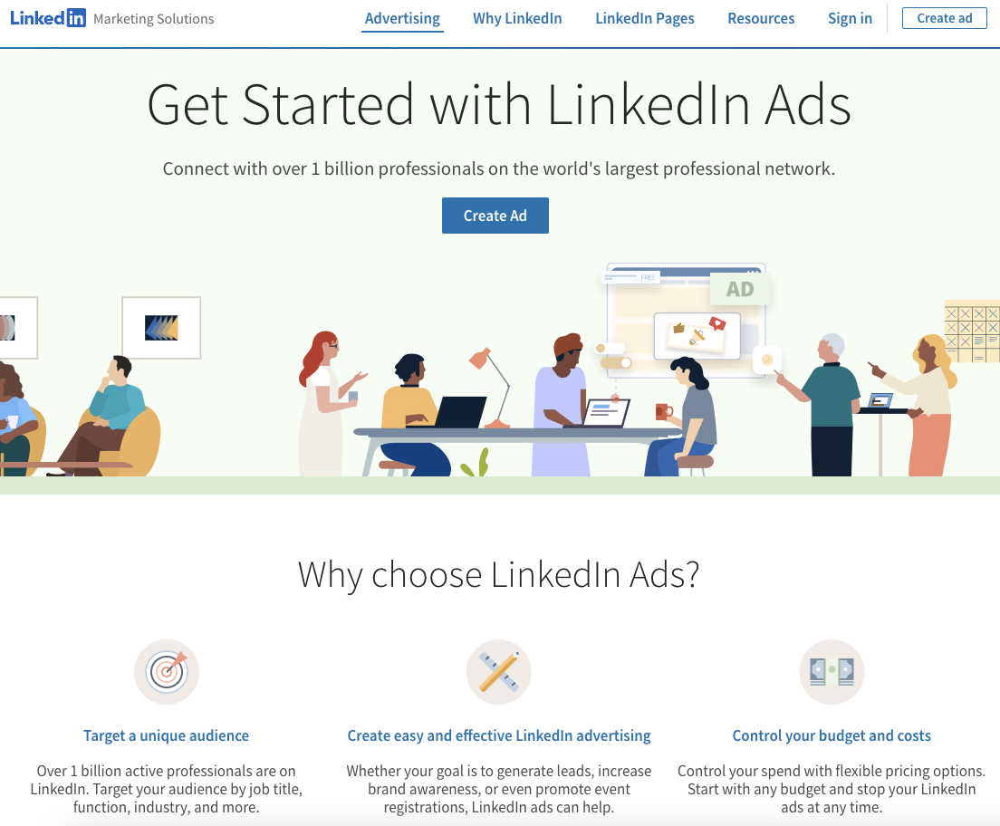 LinkedIn Marketing Solutions
Advertising Why LinkedIn LinkedIn Pages Resources Sign in Create ad
Get Started with LinkedIn Ads
Connect with over 1 billion professionals on the world's largest professional network.
Create Ad
FREE
AD
Why choose LinkedIn Ads?
Target a unique audience
Over 1 billion active professionals are on
LinkedIn. Target your audience by job title,
function, industry, and more.
Create easy and effective LinkedIn advertising
Whether your goal is to generate leads, increase
brand awareness, or even promote event
registrations, LinkedIn ads can help.
Control your budget and costs
Control your spend with flexible pricing options.
Start with any budget and stop your LinkedIn
ads at any time.